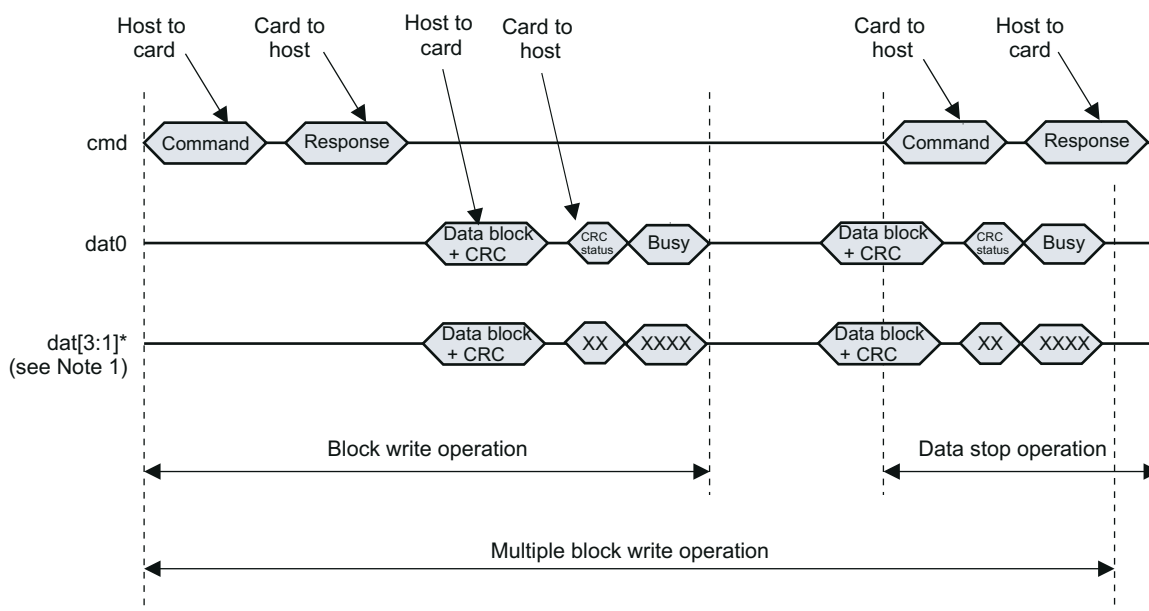 Host to
card
Card to
host
Host to
card
Card to
host
Card to
host
Host to
card
cmd
Command
Response
Command
Response
dat0
Data block
+ CRC
CRC
status
Busy
Data block
+ CRC
CRC
status
Busy
dat[3:1]*
(see Note 1)
Data block
+ CRC
XX
XXXX
Data block
+ CRC
XX
XXXX
Block write operation
Data stop operation
Multiple block write operation